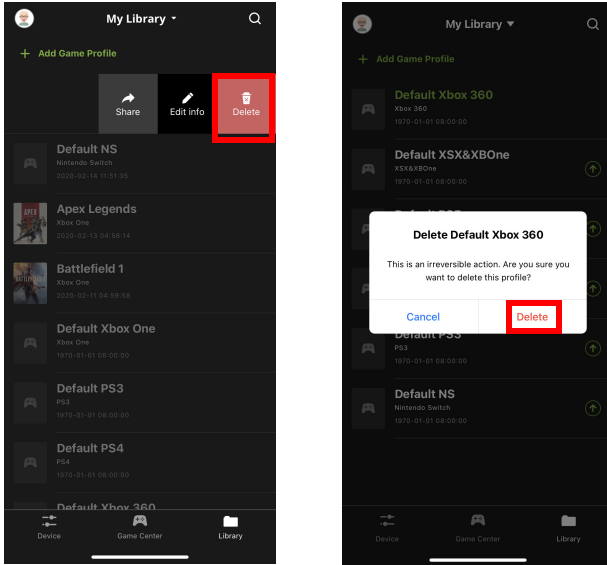 My Library
Add Game Profile
Share
Edit info
Delete
Default NS
Nintendo Switch
2020-02-14 11:51:35
APEX
Apex Legends
Xbox One
2020-02-13 04:56:14
Battlefield 1
Xbox One
2020-02-11 04:58:58
Default Xbox One
Xbox One
1970-01-01 08:00:00
Default PS3
PS3
1970-01-01 08:00:00
Default PS4
PS4
1970-01-01 08:00:00
Default Xbox 360
Device
Game Center
Library
My Library
Add Game Profile
Default Xbox 360
Xbox 360
1970-01-01 08:00:00
Default XSX&XBOne
XSX&XBOne
1970-01-01 08:00:00
Delete Default Xbox 360
This is an irreversible action. Are you sure you
want to delete this profile?
Cancel
Delete
Default PS3
PS3
1970-01-01 08:00:00
Default NS
Nintendo Switch
1970-01-01 08:00:00
Device
Game Center
Library